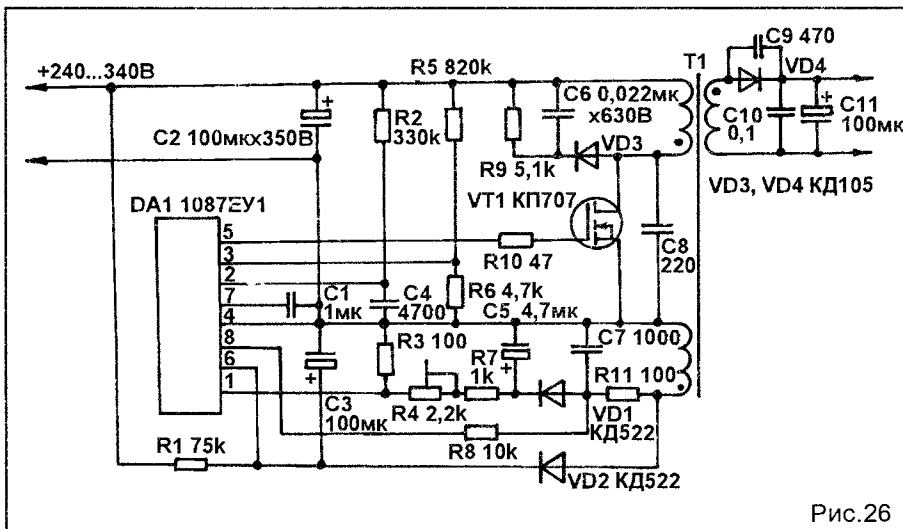 C9 470
+240...340В
R5 820k
T1
VD4
C6 0,022мк
х630В
R2
330k
C10
0,1
C11
100мк
C2 100мкх350В
VD3
R9 5,1k
VD3, VD4 КД105
DA1 1087ЕУ1
VT1 КП707
5
3
2
7
4
8
6
1
R10 47
C8
220
R6 4,7k
C1
1мк
C4
4700
C5 4,7мк
C7 1000
R3 100
R7
1k
R11 100
C3
100мк
R4 2,2k
VD1
КД522
R8 10k
R1 75k
VD2 КД522
Рис.26